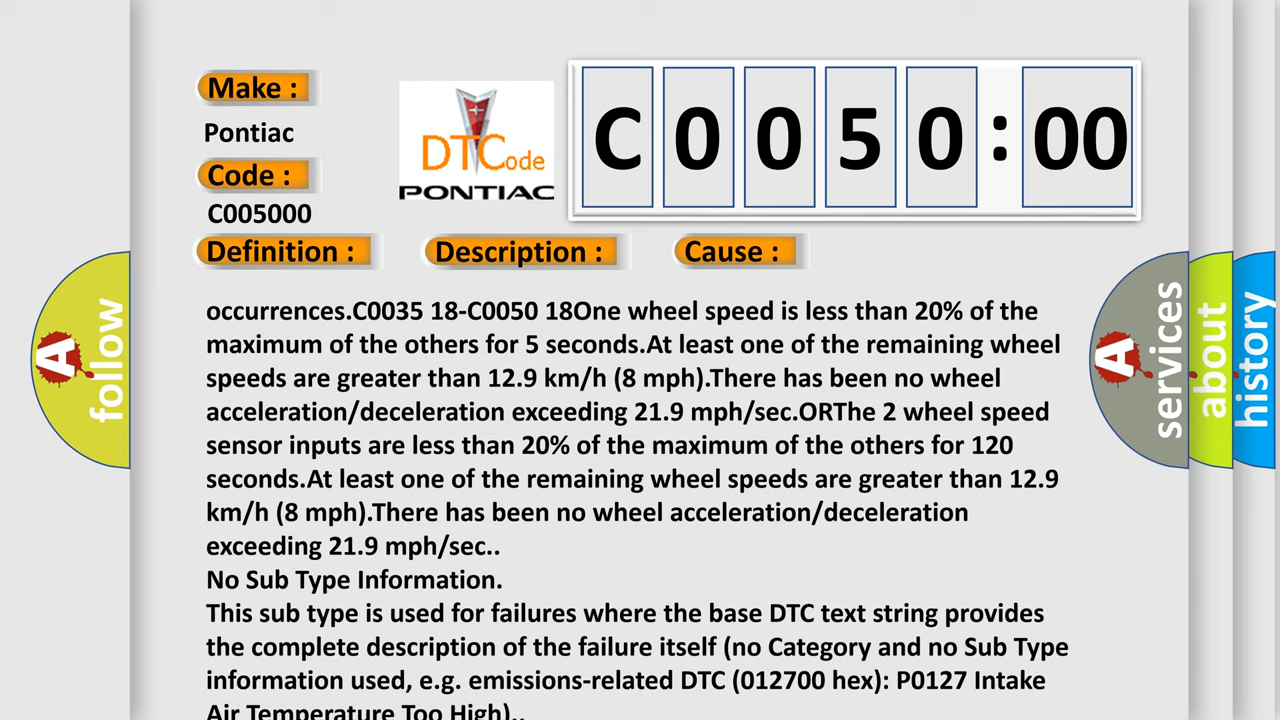 Make :
Pontiac
Code :
C005000
DTCode
PONTIAC
C0050:00
Definition :
Description :
Cause :
occurrences.C0035 18-C0050 18One wheel speed is less than 20% of the
maximum of the others for 5 seconds.At least one of the remaining wheel
speeds are greater than 12.9 km/h (8 mph).There has been no wheel
acceleration/deceleration exceeding 21.9 mph/sec.ORThe 2 wheel speed
sensor inputs are less than 20% of the maximum of the others for 120
seconds.At least one of the remaining wheel speeds are greater than 12.9
km/h (8 mph).There has been no wheel acceleration/deceleration
exceeding 21.9 mph/sec..
No Sub Type Information.
This sub type is used for failures where the base DTC text string provides
the complete description of the failure itself (no Category and no Sub Type
information used, e.g. emissions-related DTC (012700 hex): P0127 Intake
Air Temperature Too High)..
A
follow
A
services
about
history